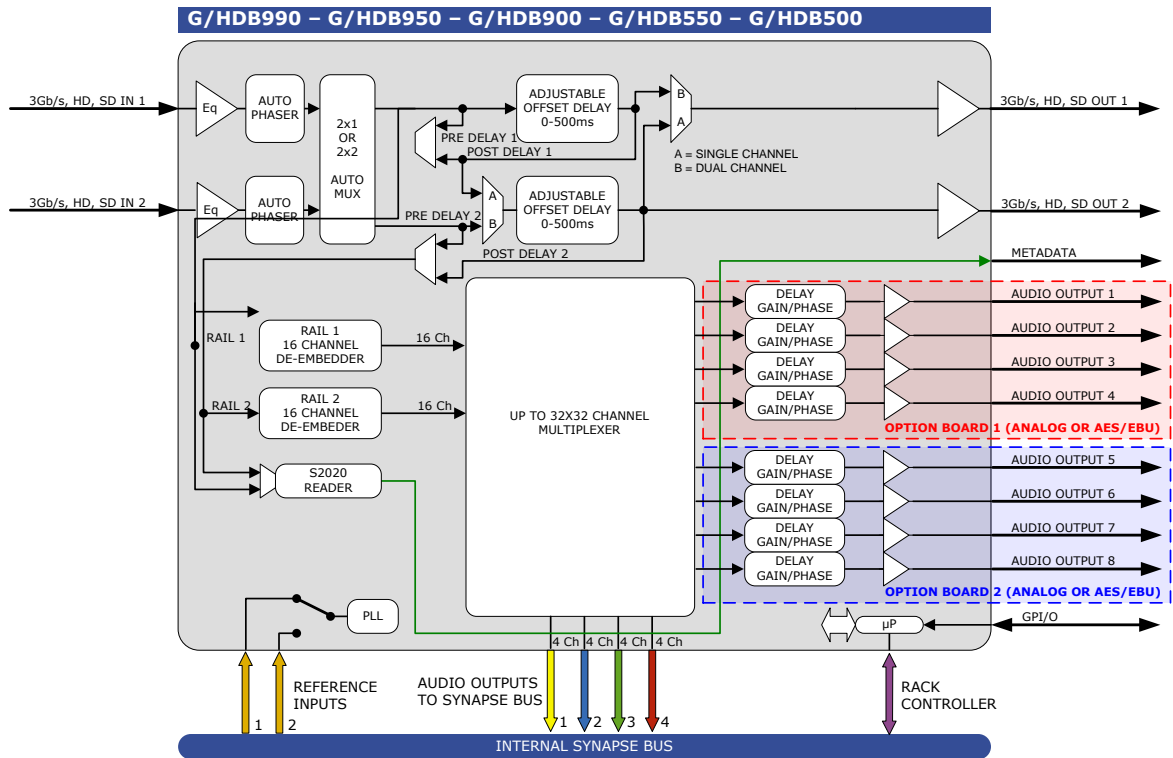 G/HDB990 – G/HDB950 – G/HDB900 – G/HDB550 – G/HDB500
3Gb/s, HD, SD IN 1
Eq
AUTO
PHASER
2x1
OR
2x2
AUTO
MUX
PRE DELAY 1
POST DELAY 1
ADJUSTABLE
OFFSET DELAY
0-500ms
B
A
A = SINGLE CHANNEL
B = DUAL CHANNEL
3Gb/s, HD, SD OUT 1
3Gb/s, HD, SD IN 2
Eq
AUTO
PHASER
PRE DELAY 2
POST DELAY 2
A
B
ADJUSTABLE
OFFSET DELAY
0-500ms
3Gb/s, HD, SD OUT 2
METADATA
RAIL 1
RAIL 1
16 CHANNEL
DE-EMBEDDER
16 Ch
RAIL 2
RAIL 2
16 CHANNEL
DE-EMBEDER
16 Ch
S2020
READER
UP TO 32X32 CHANNEL
MULTIPLEXER
DELAY
GAIN/PHASE
AUDIO OUTPUT 1
DELAY
GAIN/PHASE
AUDIO OUTPUT 2
DELAY
GAIN/PHASE
AUDIO OUTPUT 3
DELAY
GAIN/PHASE
AUDIO OUTPUT 4
OPTION BOARD 1 (ANALOG OR AES/EBU)
DELAY
GAIN/PHASE
AUDIO OUTPUT 5
DELAY
GAIN/PHASE
AUDIO OUTPUT 6
DELAY
GAIN/PHASE
AUDIO OUTPUT 7
DELAY
GAIN/PHASE
AUDIO OUTPUT 8
OPTION BOARD 2 (ANALOG OR AES/EBU)
PLL
µP
GPI/O
4 Ch
4 Ch
4 Ch
4 Ch
REFERENCE
INPUTS
1
2
AUDIO OUTPUTS
TO SYNAPSE BUS
1
2
3
4
RACK
CONTROLLER
INTERNAL SYNAPSE BUS